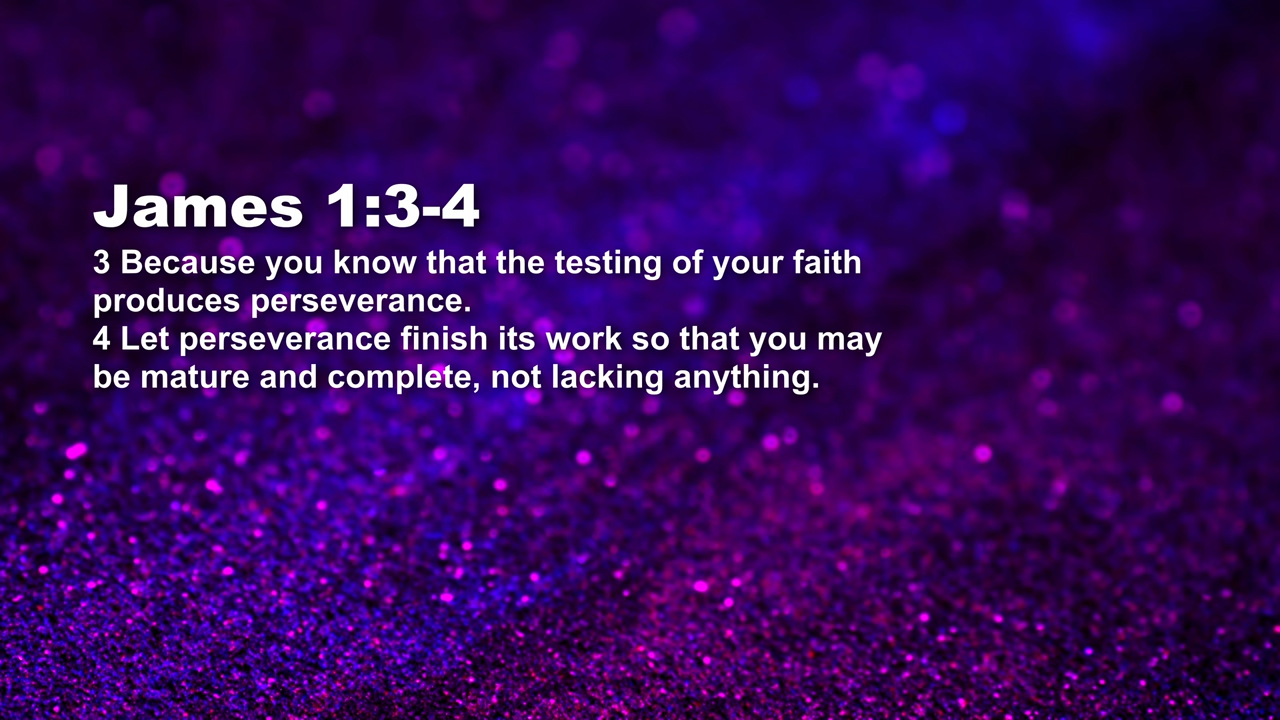 James 1:3-4
3 Because you know that the testing of your faith
produces perseverance.
4 Let perseverance finish its work so that you may
be mature and complete, not lacking anything.